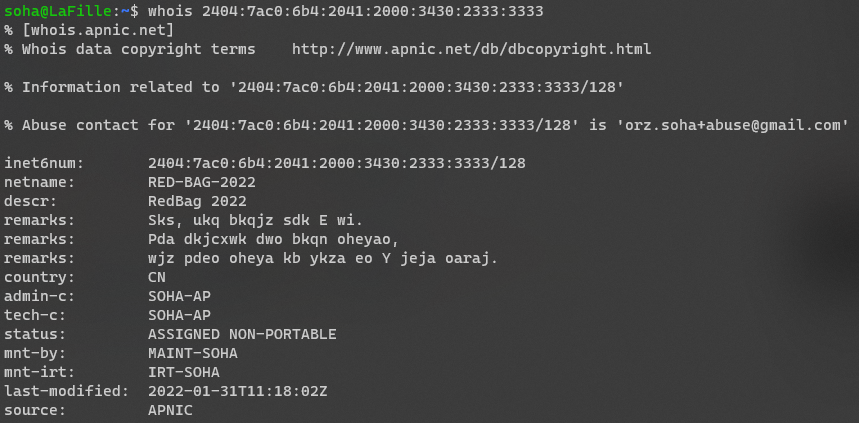 soha@LaFille:~$ whois 2404:7ac0:6b4:2041:2000:3430:2333:3333
% [whois.apnic.net]
% Whois data copyright terms    http://www.apnic.net/db/dbcopyright.html
% Information related to '2404:7ac0:6b4:2041:2000:3430:2333:3333/128'
% Abuse contact for '2404:7ac0:6b4:2041:2000:3430:2333:3333/128' is 'orz.soha+abuse@gmail.com'
inet6num:       2404:7ac0:6b4:2041:2000:3430:2333:3333/128
netname:        RED-BAG-2022
descr:          RedBag 2022
remarks:        Sks, ukq bkqjz sdk E wi.
remarks:        Pda dkjcxwk dwo bkqn oheyao,
remarks:        wjz pdeo oheya kb ykza eo Y jeja oaraj.
country:        CN
admin-c:        SOHA-AP
tech-c:         SOHA-AP
status:         ASSIGNED NON-PORTABLE
mnt-by:         MAINT-SOHA
mnt-irt:        IRT-SOHA
last-modified:  2022-01-31T11:18:02Z
source:         APNIC